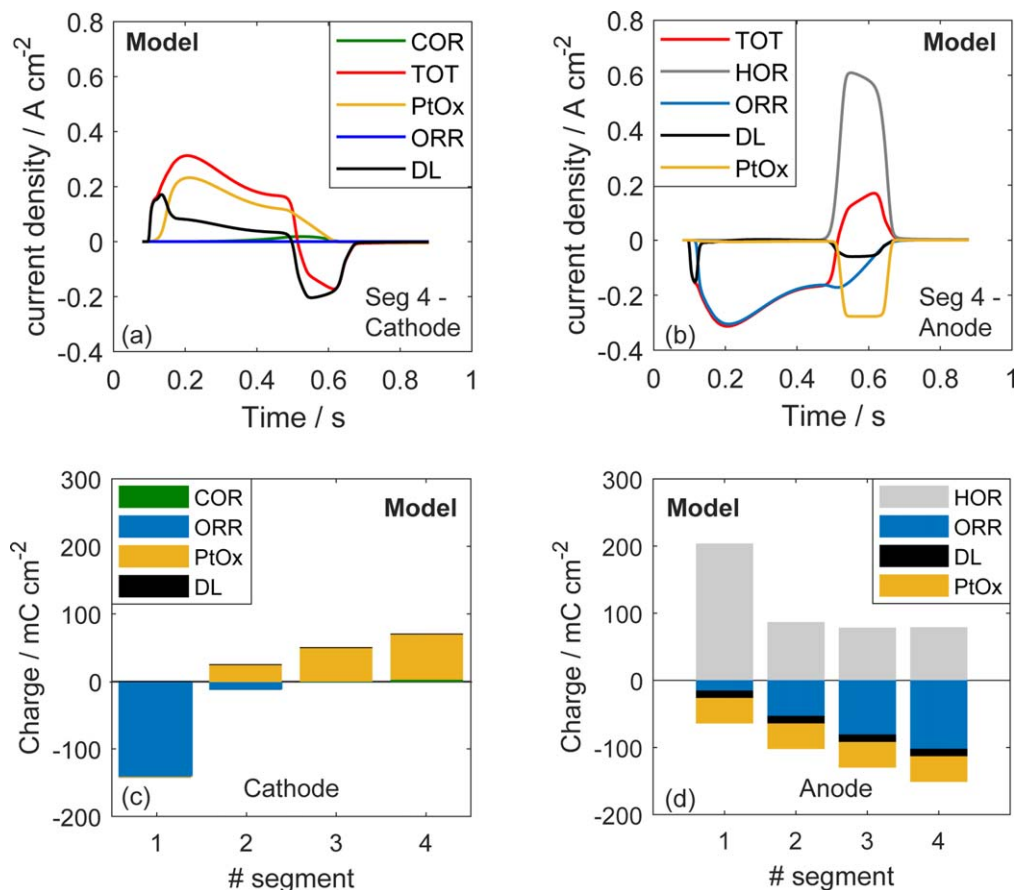 Model
COR
TOT
PtOx
ORR
DL
Seg 4 -
Cathode
(a)
current density / A cm-2
0.8
0.6
0.4
0.2
0
-0.2
-0.4
0 0.2 0.4 0.6 0.8 1
Time / s
Model
TOT
HOR
ORR
DL
PtOx
Seg 4 -
Anode
(b)
current density / A cm-2
0.8
0.6
0.4
0.2
0
-0.2
-0.4
0 0.2 0.4 0.6 0.8 1
Time / s
COR
ORR
PtOx
DL
Model
(c)
Cathode
Charge / mC cm-2
300
200
100
0
-100
-200
1 2 3 4
# segment
Model
HOR
ORR
DL
PtOx
(d)
Anode
Charge / mC cm-2
300
200
100
0
-100
-200
1 2 3 4
# segment